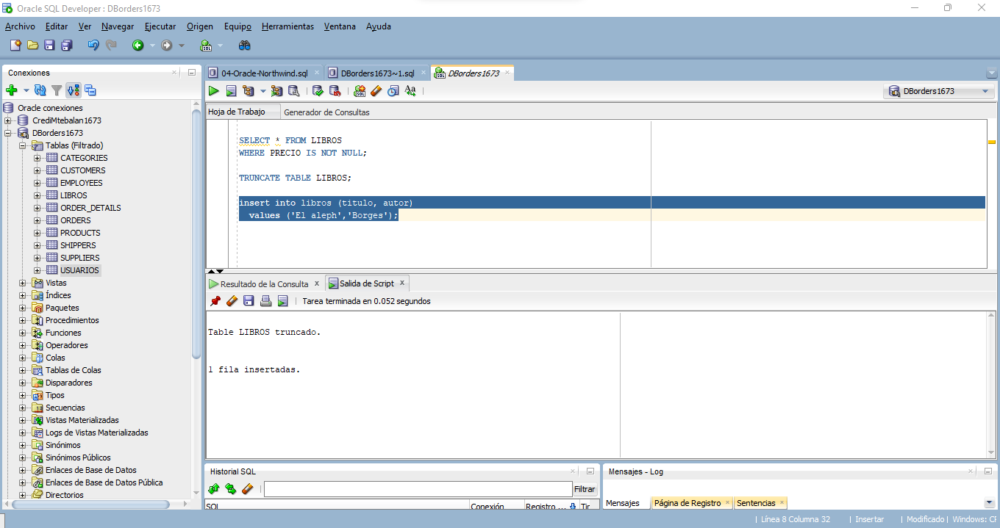 Oracle SQL Developer : DBorders1673
Archivo Editar Ver Navegar Ejecutar Origen Equipo Herramientas Ventana Ayuda
Conexiones
Oracle conexiones
CrediMtebalan1673
DBorders1673
Tablas (Filtrado)
CATEGORIES
CUSTOMERS
EMPLOYEES
LIBROS
ORDER_DETAILS
ORDERS
PRODUCTS
SHIPPERS
SUPPLIERS
USUARIOS
Vistas
Índices
Paquetes
Procedimientos
Funciones
Operadores
Colas
Tablas de Colas
Disparadores
Tipos
Secuencias
Vistas Materializadas
Logs de Vistas Materializadas
Sinónimos
Sinónimos Públicos
Enlaces de Base de Datos
Enlaces de Base de Datos Pública
Directorios
04-Oracle-Northwind.sql DBorders1673~1.sql DBorders1673
DBorders1673
Hoja de Trabajo Generador de Consultas
SELECT * FROM LIBROS
WHERE PRECIO IS NOT NULL;
TRUNCATE TABLE LIBROS;
insert into libros (titulo, autor)
values ('El aleph','Borges');
Resultado de la Consulta x Salida de Script x
Tarea terminada en 0.052 segundos
Table LIBROS truncado.
1 fila insertadas.
Historial SQL
Filtrar
SQL Conexión Registro ... Tir
Mensajes - Log
Mensajes Página de Registro Sentencias
| Línea 8 Columna 32 | Insertar | Modificado | Windows: CF